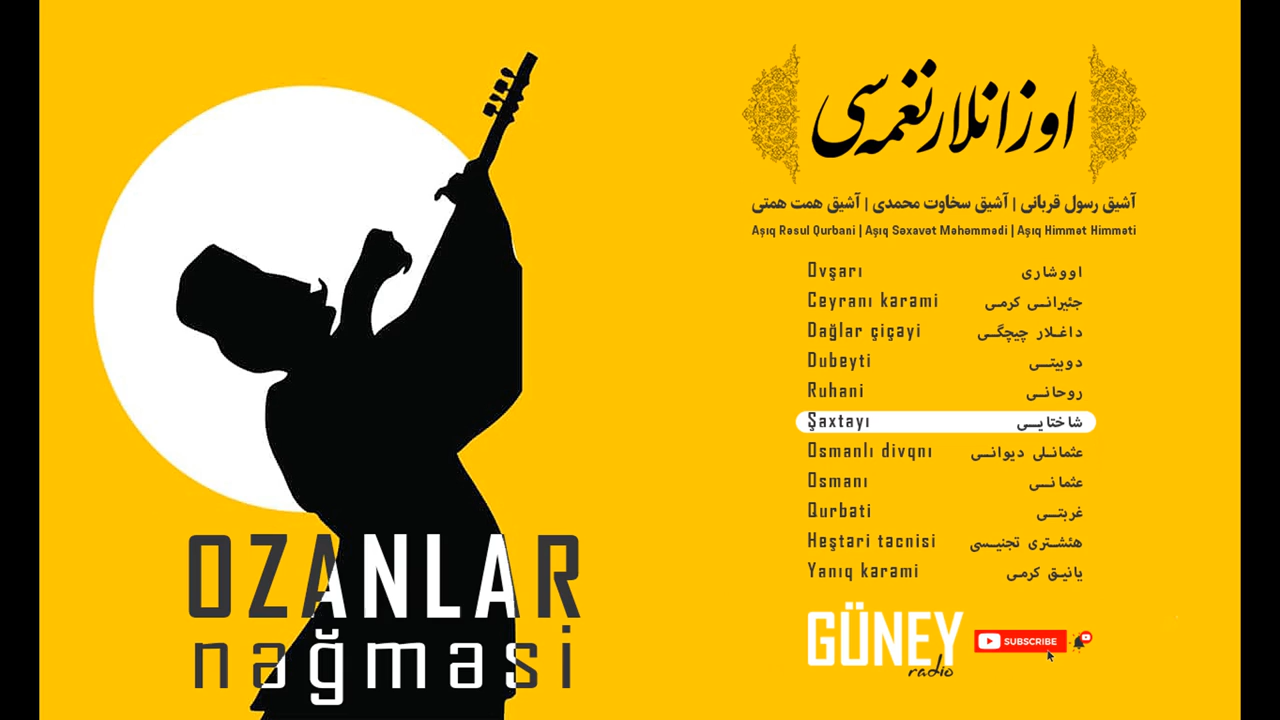 OZANLAR
nağməsi
اوزانلار نغمه‌سی
آشیق رسول قربانی | آشیق سخاوت محمدی | آشیق همت همتی
Aşıq Rəsul Qurbani | Aşıq Səxavət Məhəmmədi | Aşıq Himmət Himməti
Ovşarı اووشاری
Ceyranı karami جئیرانی کرمی
Dağlar çiçayi داغلار چیچگی
Dubeyti دوبیتی
Ruhani روحانی
Şaxtayı شاختایی
Osmanlı divqnı عثمانلی دیوانی
Osmanı عثمانی
Qurbati غربتی
Heştari tacnisi هئشتری تجنیسی
Yanıq karami یانیق کرمی
GÜNEY
radio
SUBSCRIBE